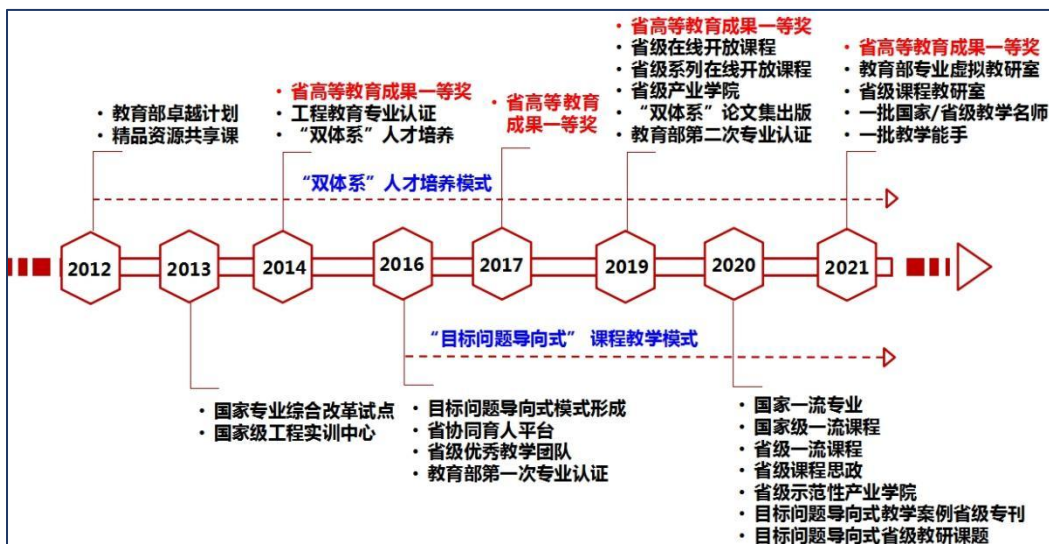 · 教育部卓越计划
· 精品资源共享课
· 省高等教育成果一等奖
· 工程教育专业认证
· “双体系”人才培养
· 省高等教育
成果一等奖
· 省高等教育成果一等奖
· 省级在线开放课程
· 省级系列在线开放课程
· 省级产业学院
· “双体系”论文集出版
· 教育部第二次专业认证
· 省高等教育成果一等奖
· 教育部专业虚拟教研室
· 省级课程教研室
· 一批国家/省级教学名师
· 一批教学能手
“双体系”人才培养模式
2012
2013
2014
2016
2017
2019
2020
2021
“目标问题导向式” 课程教学模式
· 国家专业综合改革试点
· 国家级工程实训中心
· 目标问题导向式模式形成
· 省协同育人平台
· 省级优秀教学团队
· 教育部第一次专业认证
· 国家一流专业
· 国家级一流课程
· 省级一流课程
· 省级课程思政
· 省级示范性产业学院
· 目标问题导向式教学案例省级专刊
· 目标问题导向式省级教研课题